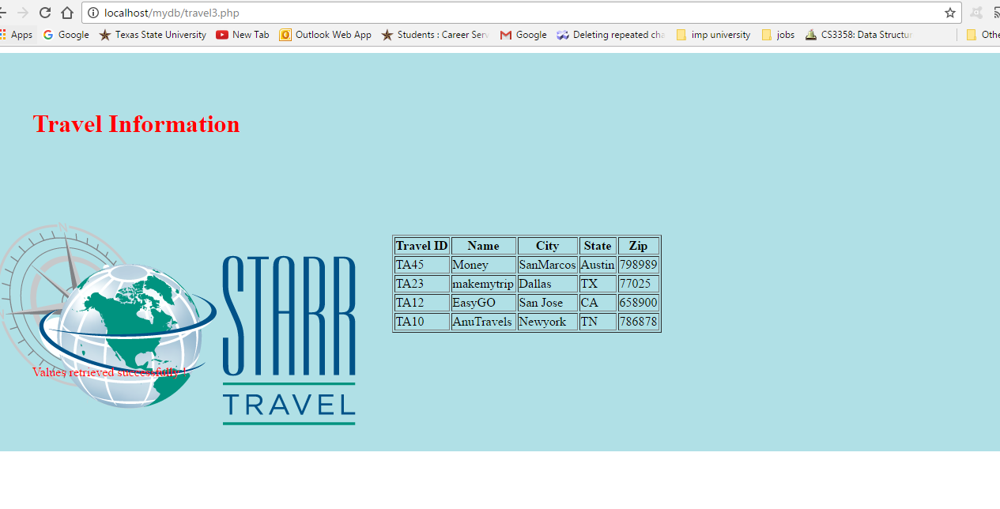 localhost/mydb/travel3.php
Apps Google Texas State University New Tab Outlook Web App Students : Career Serv Google Deleting repeated cha imp university jobs CS3358: Data Structur Othe
Travel Information
N
Travel ID Name City State Zip
TA45 Money SanMarcos Austin 798989
TA23 makemytrip Dallas TX 77025
TA12 EasyGO San Jose CA 658900
TA10 AnuTravels Newyork TN 786878
STARR
Values retrieved successfully !
TRAVEL